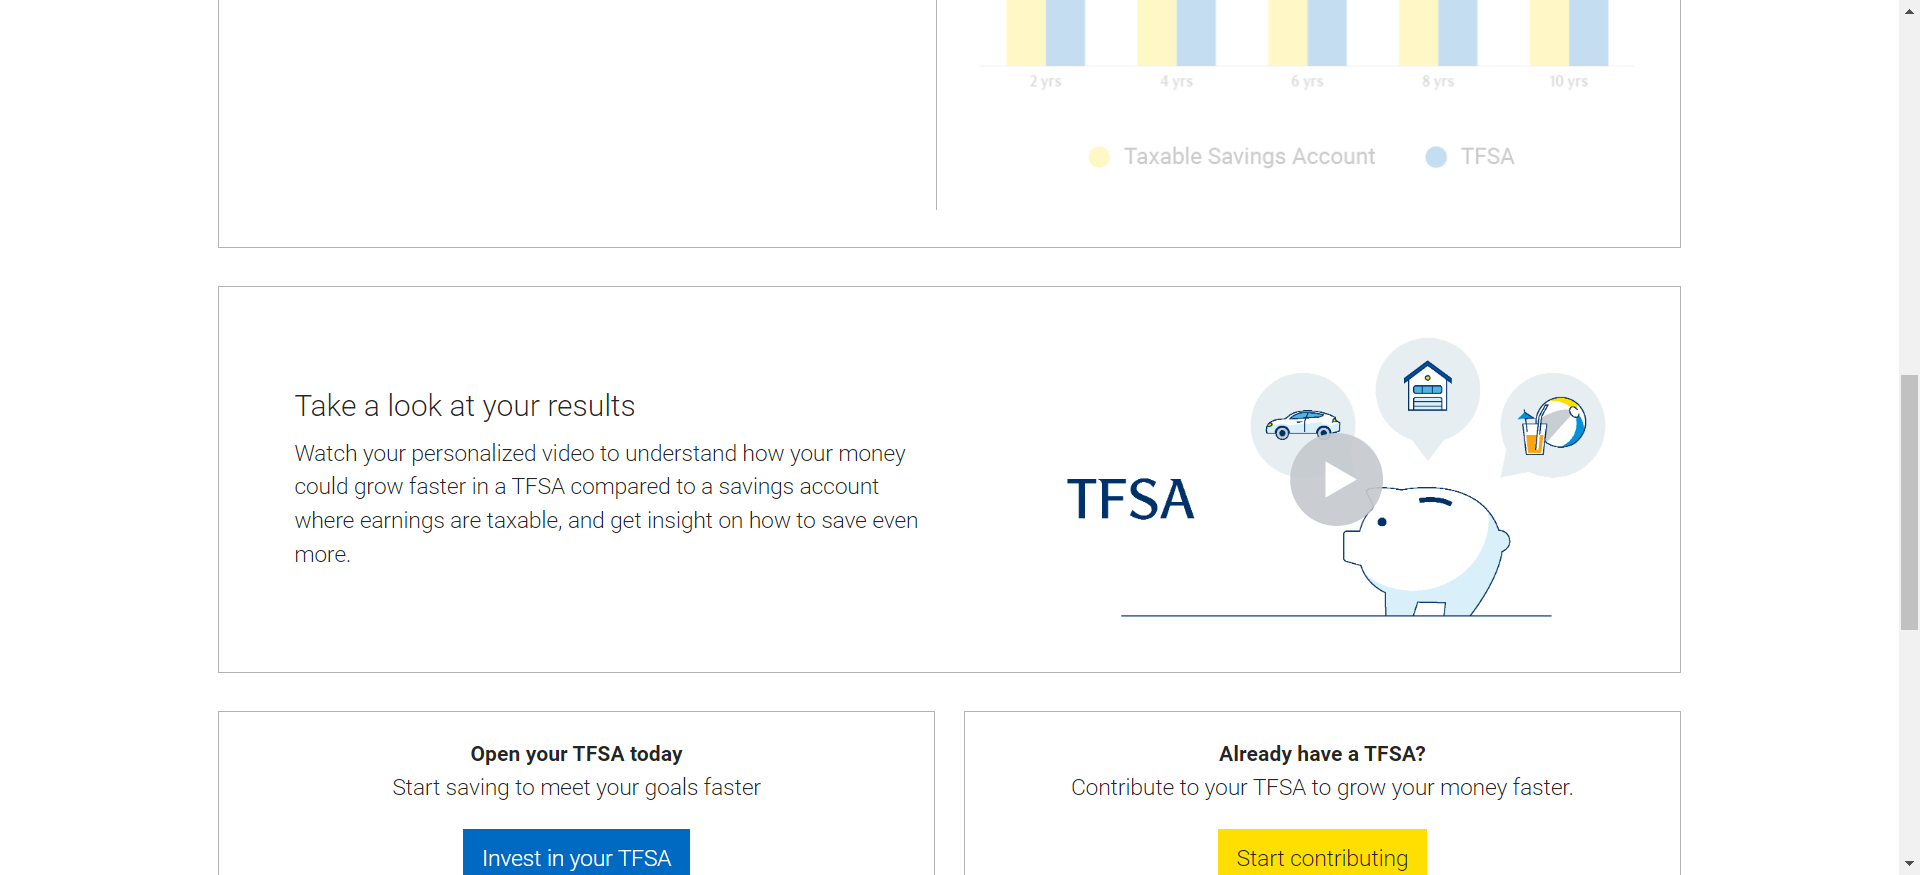 2 yrs 4 yrs 6 yrs 8 yrs 10 yrs
Taxable Savings Account TFSA
Take a look at your results
Watch your personalized video to understand how your money
could grow faster in a TFSA compared to a savings account
where earnings are taxable, and get insight on how to save even
more.
TFSA
Open your TFSA today
Start saving to meet your goals faster
Invest in your TFSA
Already have a TFSA?
Contribute to your TFSA to grow your money faster.
Start contributing